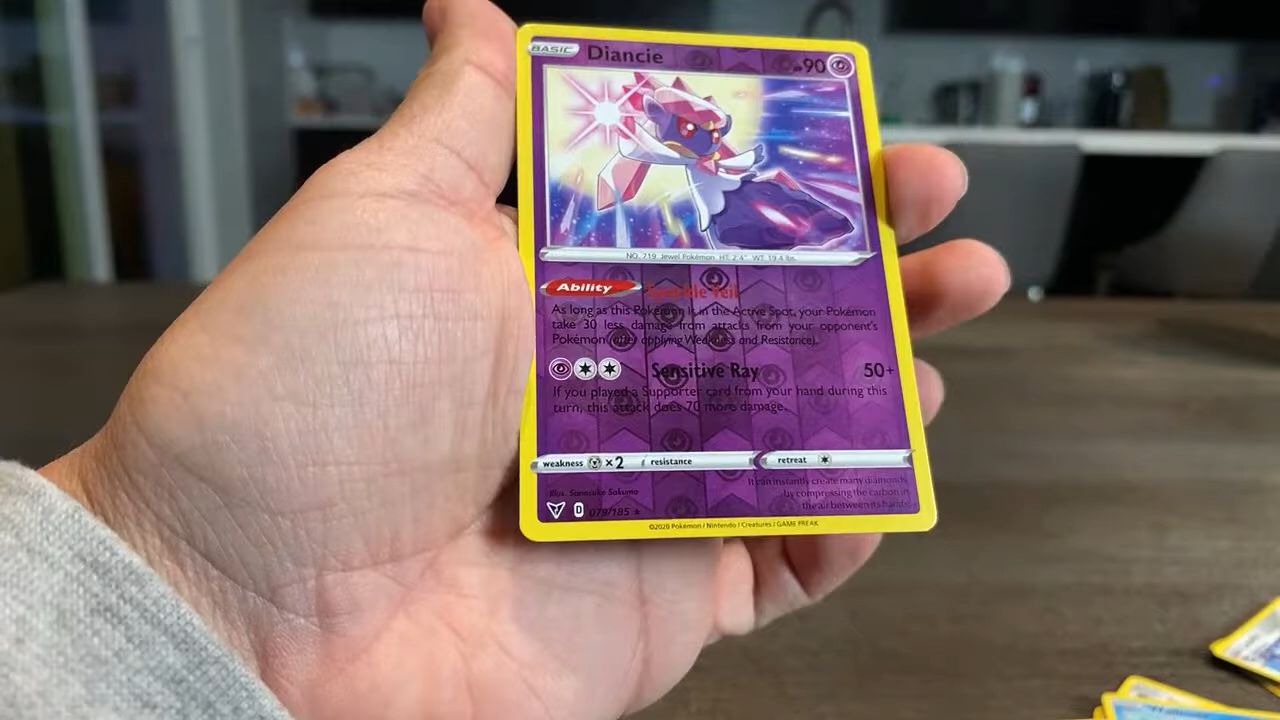 BASIC Diancie HP90
NO. 719 Jewel Pokémon HT: 2'4" WT: 19.4 lbs.
Ability
As long as this Pokémon is in the Active Spot, your Pokémon
take 30 less damage from attacks from your opponent's
Pokémon (after applying Weakness and Resistance).
Sensitive Ray 50+
If you played a Supporter card from your hand during this
turn, this attack does 70 more damage.
weakness ×2 resistance retreat
It can instantly create many diamonds
by compressing the carbon in
the air between its hands.
Illus. Sanosuke Sakuma
D 079/185 ★
©2020 Pokémon / Nintendo / Creatures / GAME FREAK